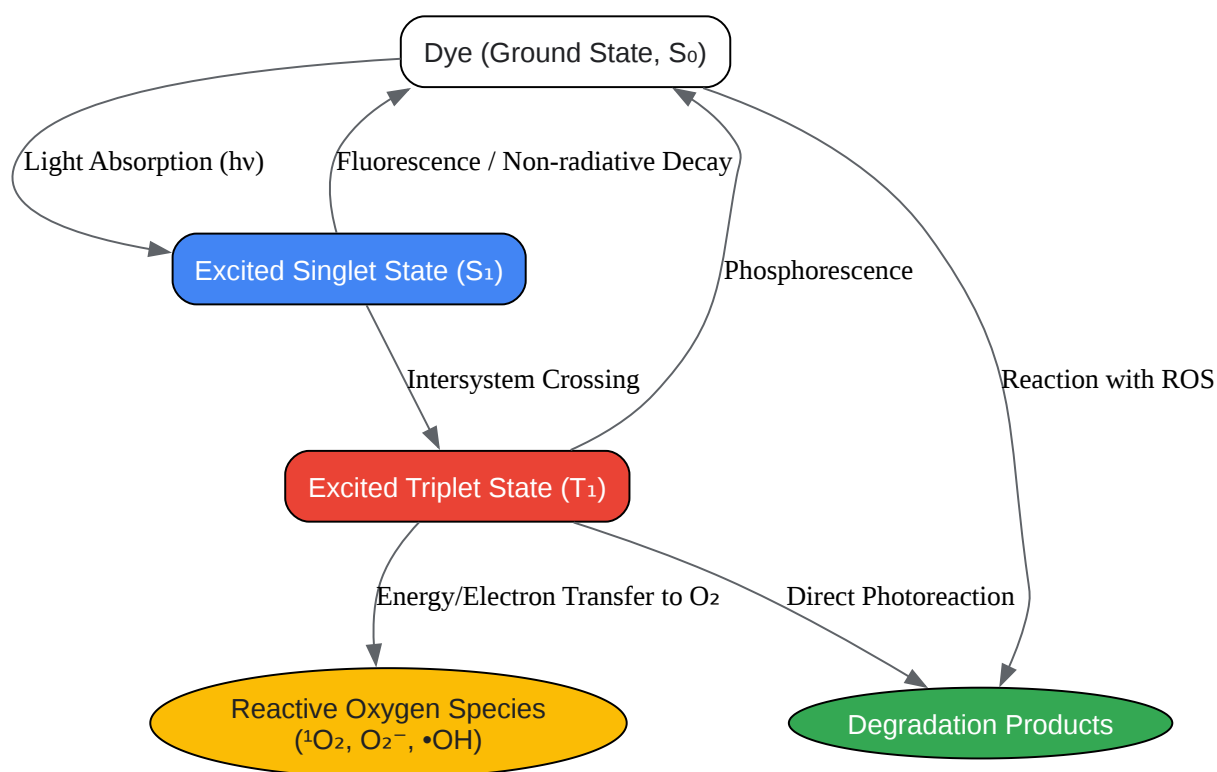 Dye (Ground State, S₀)
Light Absorption (hν)
Fluorescence / Non-radiative Decay
Excited Singlet State (S₁)
Phosphorescence
Intersystem Crossing
Reaction with ROS
Excited Triplet State (T₁)
Energy/Electron Transfer to O₂
Direct Photoreaction
Reactive Oxygen Species
(¹O₂, O₂⁻, •OH)
Degradation Products